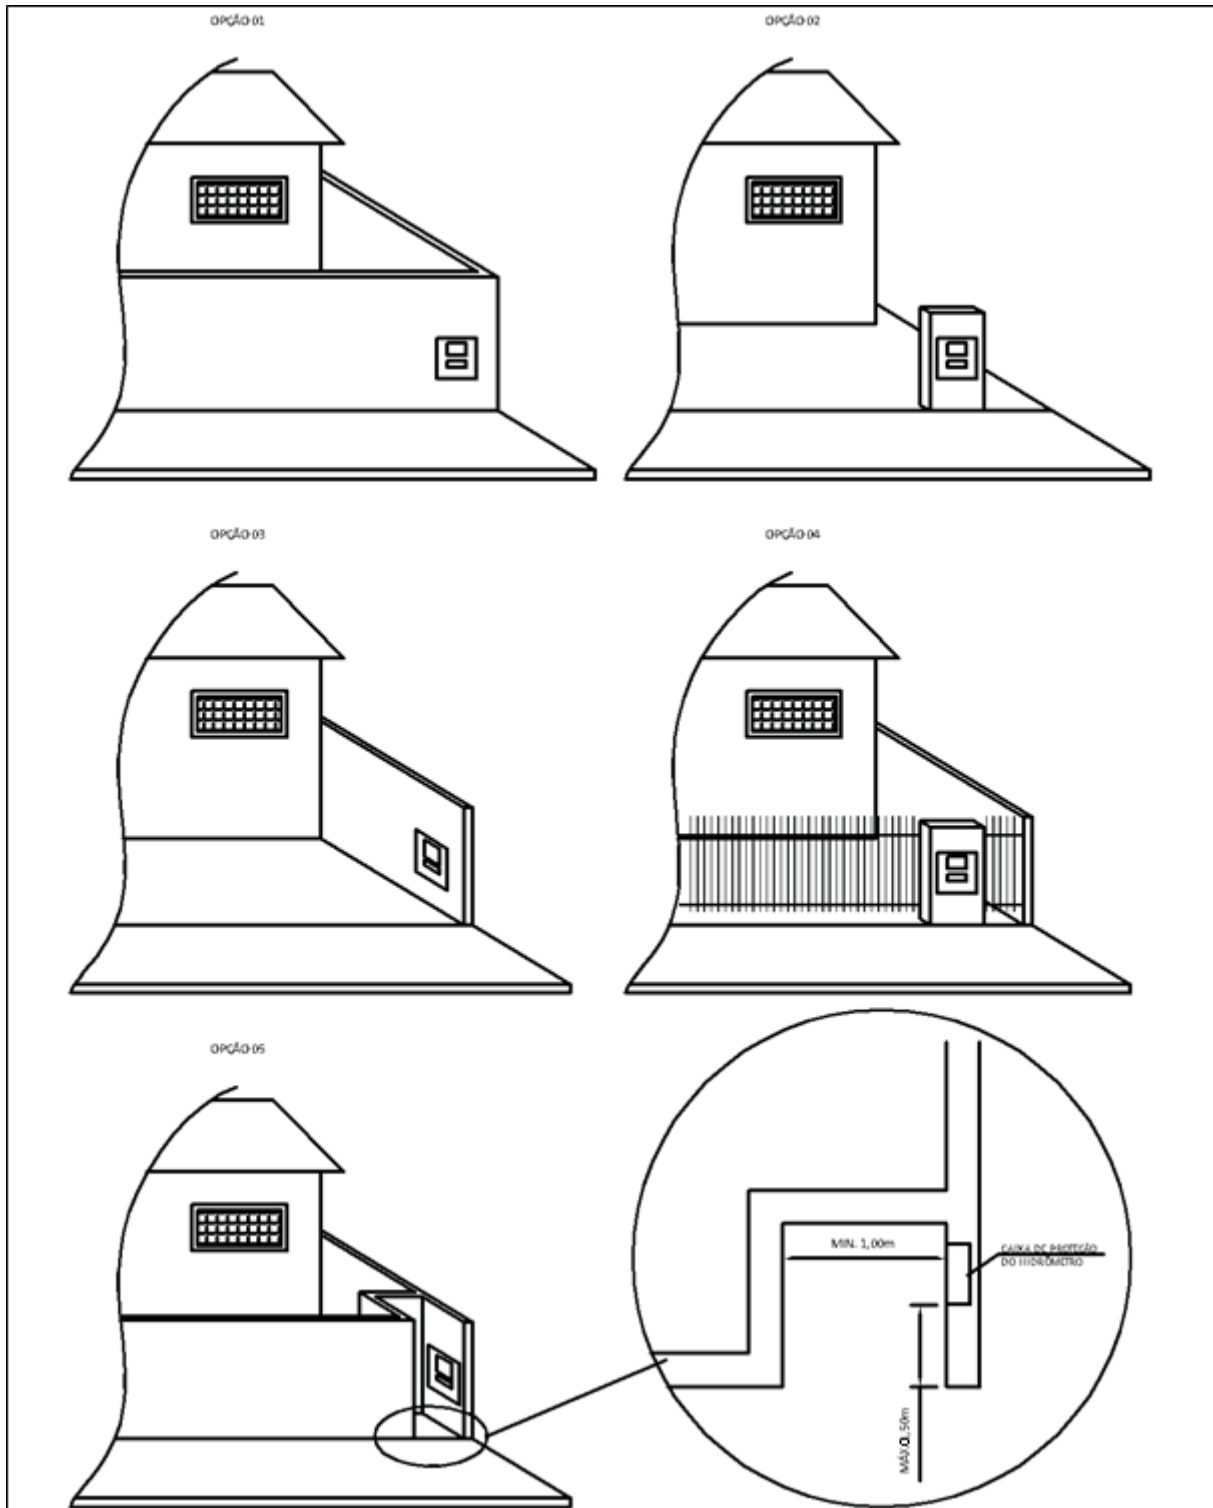 OPÇÃO 01
OPÇÃO 02
OPÇÃO 03
OPÇÃO 04
OPÇÃO 05
MIN. 1,00m
CAIXA DE PROTEÇÃO
DO HIDRÔMETRO
MÁX.0,50m